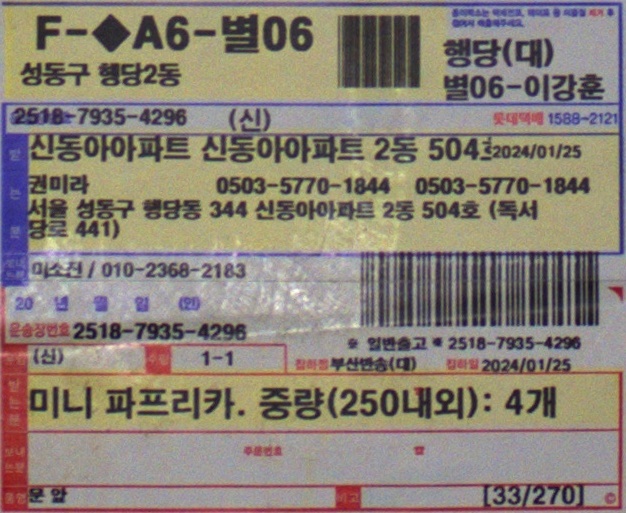 F-◆A6-별06
성동구 행당2동
행당(대)
별06-이강훈
2518-7935-4296 (신)
롯데택배 1588-2121
신동아아파트 신동아아파트 2동 504호 2024/01/25
권미라 0503-5770-1844 0503-5770-1844
서울 성동구 행당동 344 신동아아파트 2동 504호 (독서
당로 441)
/ 010-2368-2183
20 년 월 일 (인)
운송장번호 2518-7935-4296
※ 일반출고 * 2518-7935-4296
(신) 수량 1-1 집하점 부산반송(대) 집하일 2024/01/25
미니 파프리카. 중량(250내외): 4개
주문번호 ☎
문 앞 비고 [33/270] ©